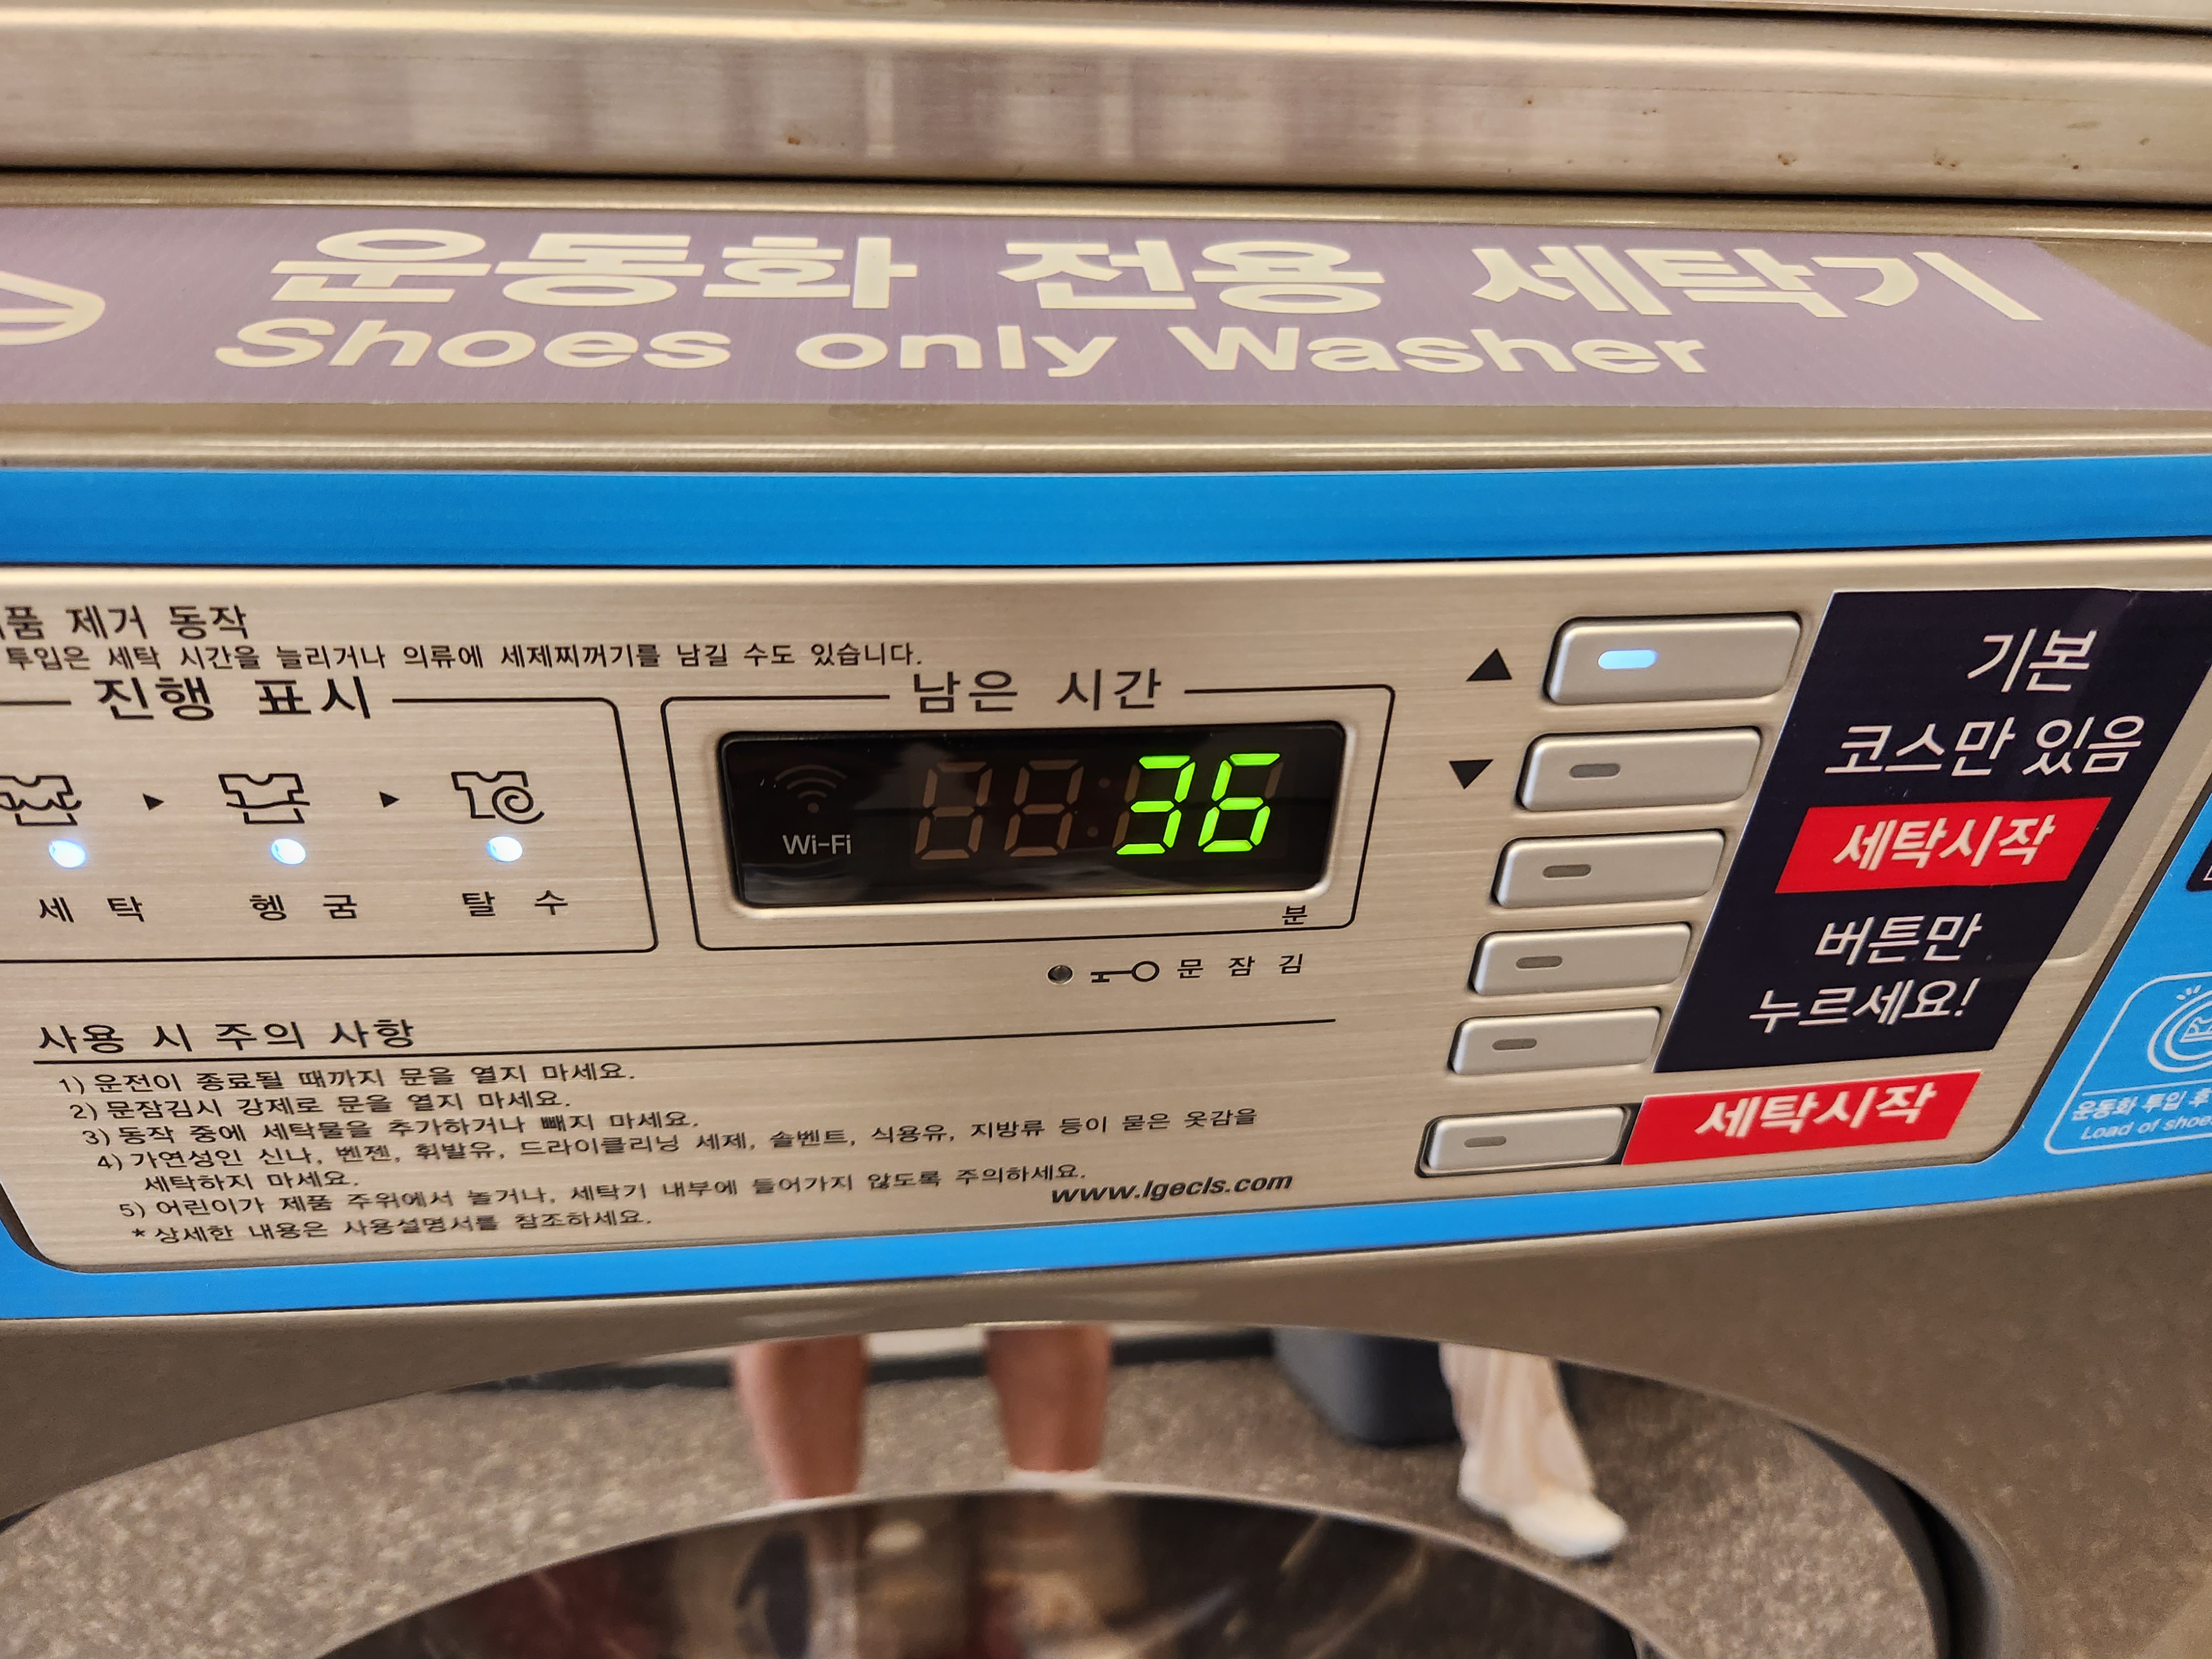 운동화 전용 세탁기
Shoes only Washer
품 제거 동작
투입은 세탁 시간을 늘리거나 의류에 세제찌꺼기를 남길 수도 있습니다.
진행 표시
세탁
헹굼
탈수
남은 시간
Wi-Fi
36
분
문잠김
기본
코스만 있음
세탁시작
버튼만
누르세요!
세탁시작
사용 시 주의 사항
1) 운전이 종료될 때까지 문을 열지 마세요.
2) 문잠김시 강제로 문을 열지 마세요.
3) 동작 중에 세탁물을 추가하거나 빼지 마세요.
4) 가연성인 신나, 벤젠, 휘발유, 드라이클리닝 세제, 솔벤트, 식용유, 지방류 등이 묻은 옷감을
세탁하지 마세요.
5) 어린이가 제품 주위에서 놀거나, 세탁기 내부에 들어가지 않도록 주의하세요.
* 상세한 내용은 사용설명서를 참조하세요.
www.lgecls.com
운동화 투입 후
Load of shoe